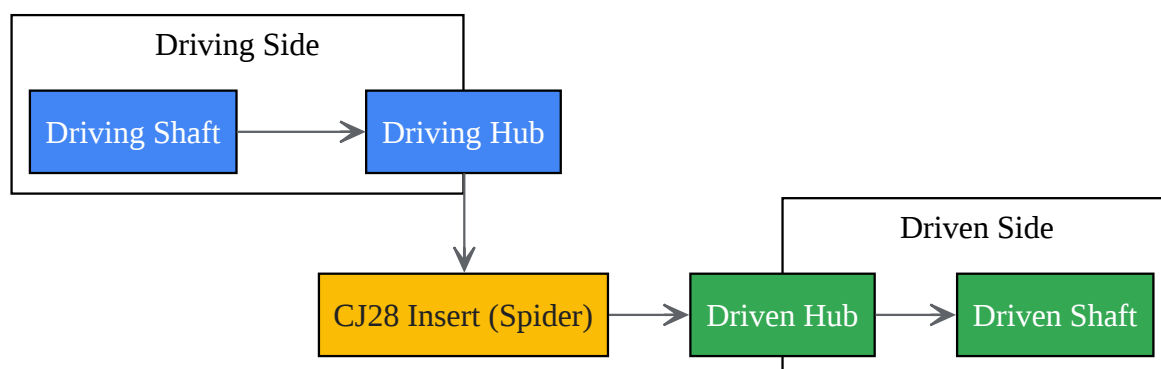 Driving Side
Driving Shaft
Driving Hub
Driven Side
CJ28 Insert (Spider)
Driven Hub
Driven Shaft